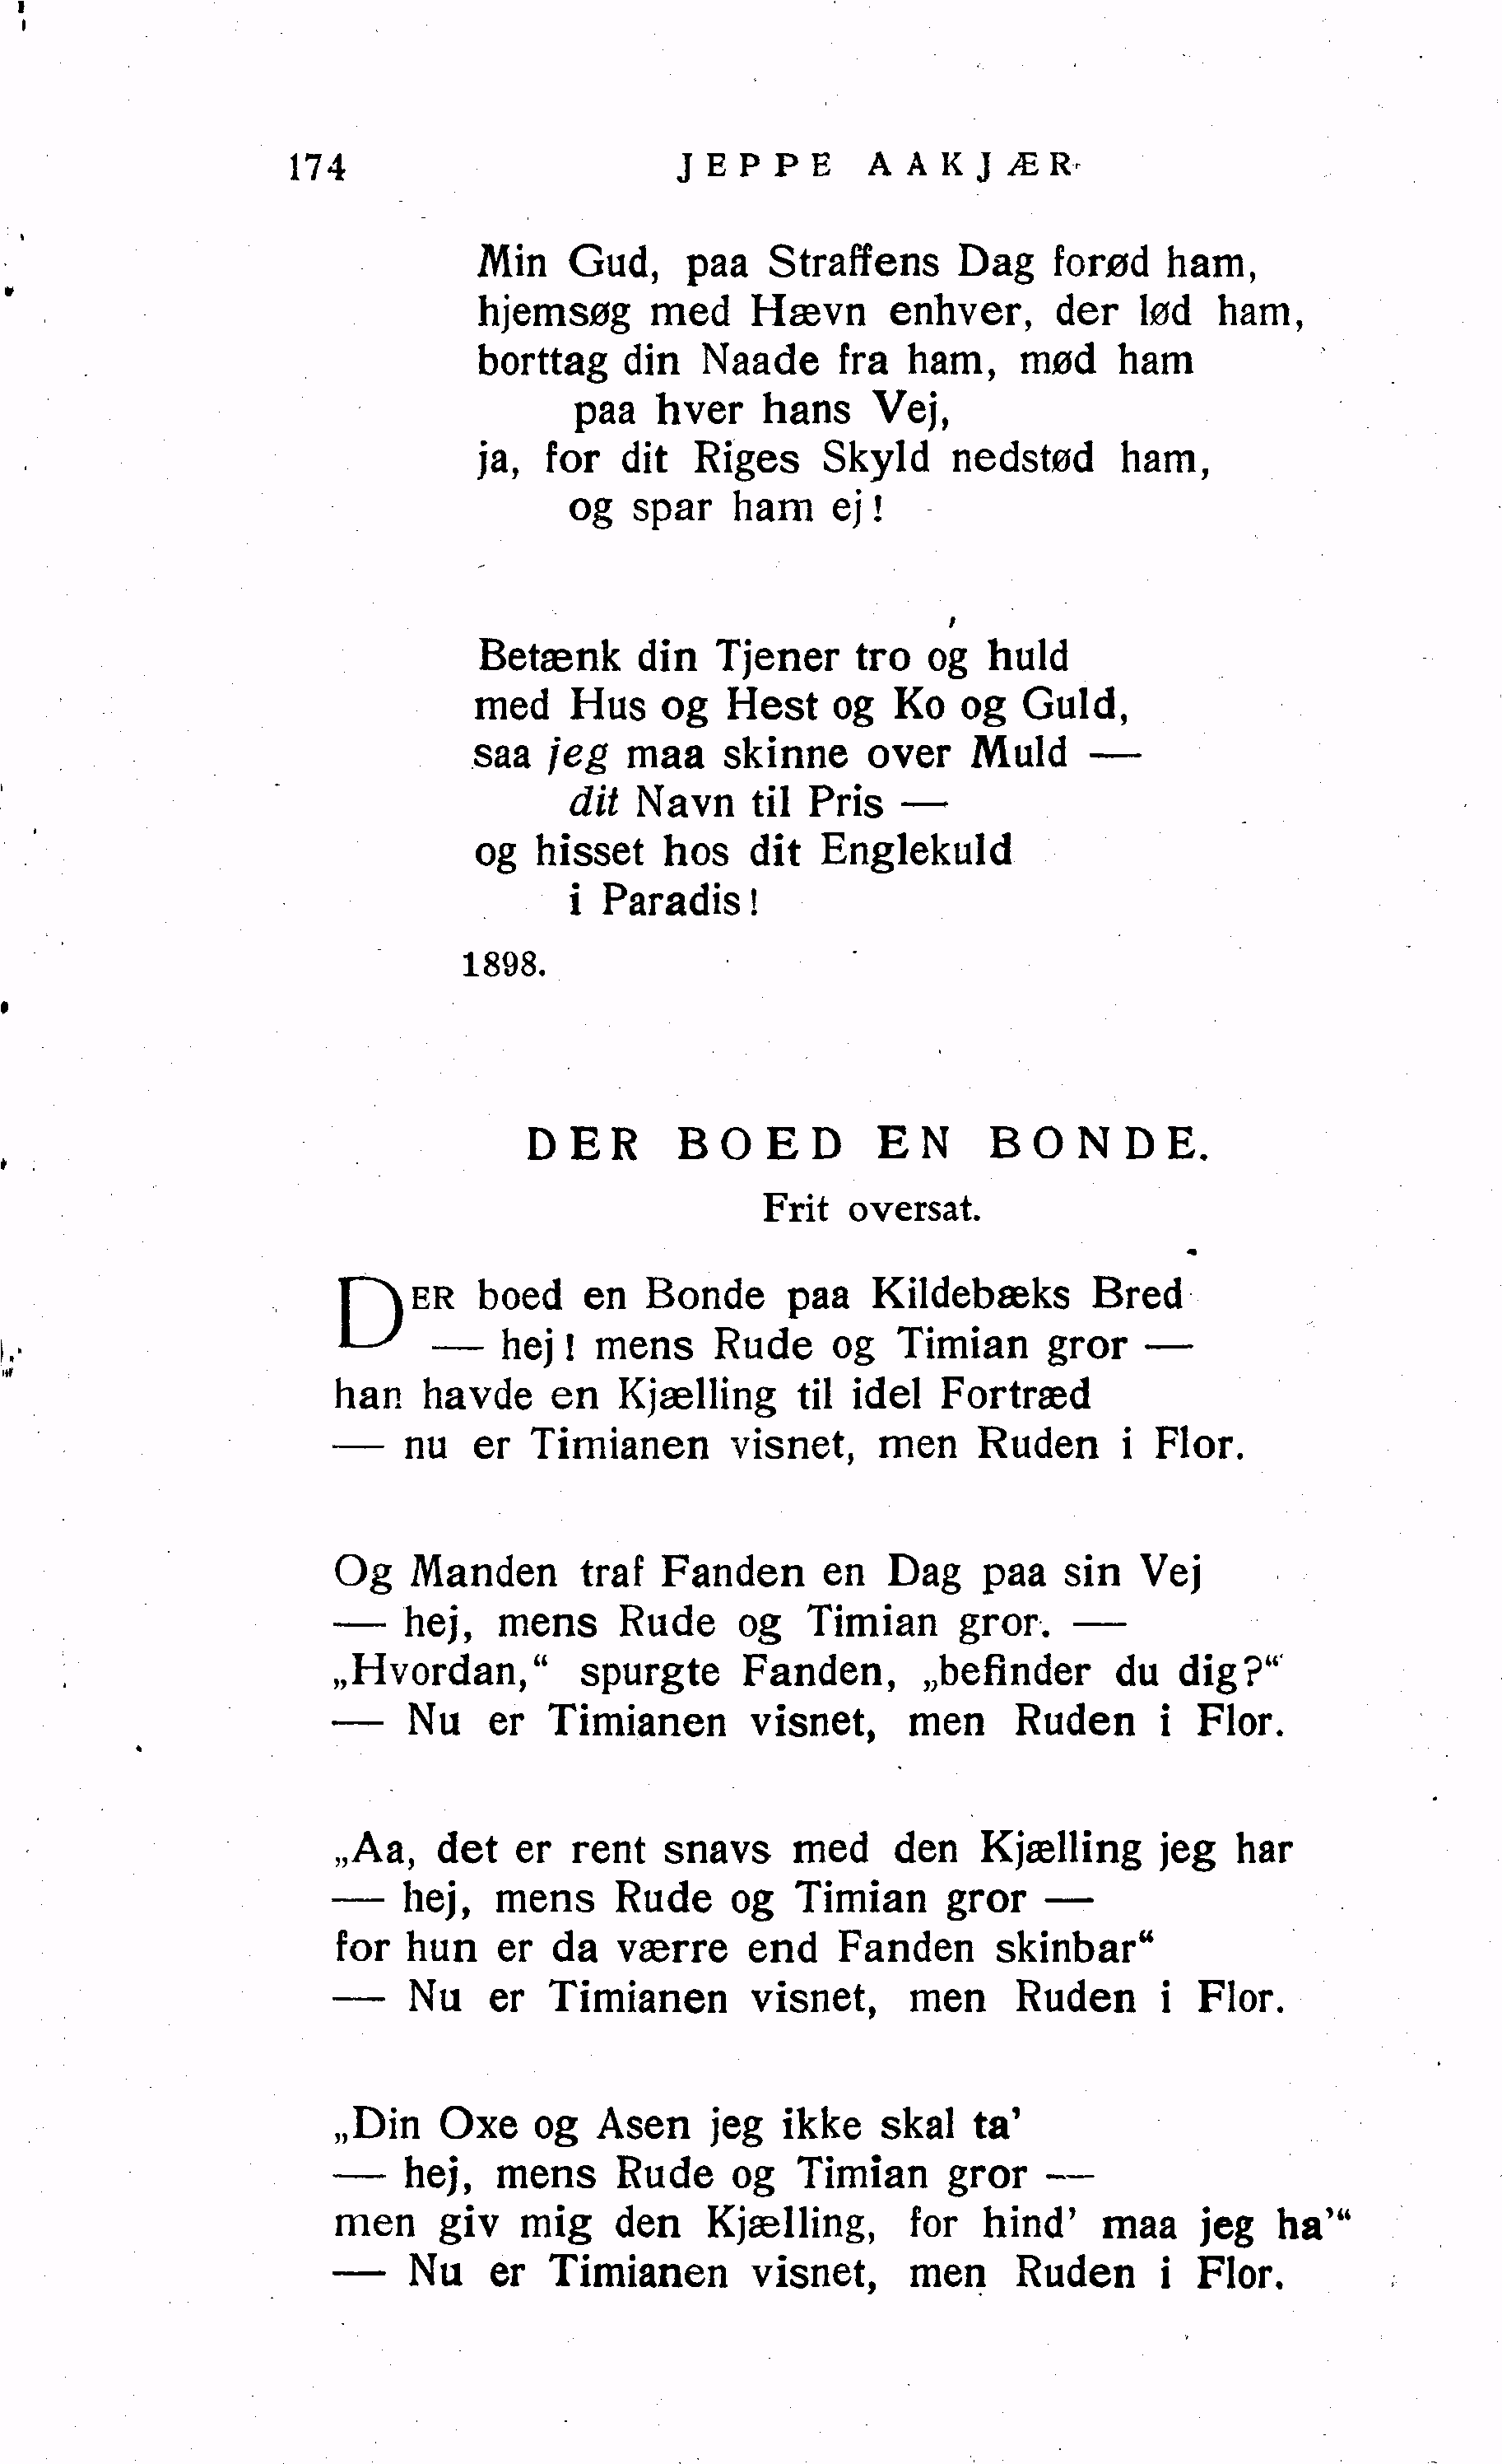 174 JEPPE AAKJÆR
Min Gud, paa Straffens Dag forød ham,
hjemsøg med Hævn enhver, der lød ham,
borttag din Naade fra ham, mød ham
paa hver hans Vej,
ja, for dit Riges Skyld nedstød ham,
og spar ham ej!
Betænk din Tjener tro og huld
med Hus og Hest og Ko og Guld,
saa jeg maa skinne over Muld —
dit Navn til Pris —
og hisset hos dit Englekuld
i Paradis!
1898.
DER BOED EN BONDE.
Frit oversat.
DER boed en Bonde paa Kildebæks Bred
— hej! mens Rude og Timian gror —
han havde en Kjælling til idel Fortræd
— nu er Timianen visnet, men Ruden i Flor.
Og Manden traf Fanden en Dag paa sin Vej
— hej, mens Rude og Timian gror. —
„Hvordan,“ spurgte Fanden, „befinder du dig?“
— Nu er Timianen visnet, men Ruden i Flor.
„Aa, det er rent snavs med den Kjælling jeg har
— hej, mens Rude og Timian gror —
for hun er da værre end Fanden skinbar“
— Nu er Timianen visnet, men Ruden i Flor.
„Din Oxe og Asen jeg ikke skal ta’
— hej, mens Rude og Timian gror —
men giv mig den Kjælling, for hind’ maa jeg ha’“
— Nu er Timianen visnet, men Ruden i Flor.